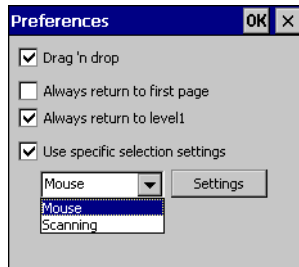 Preferences OK ×
Drag 'n drop
Always return to first page
Always return to level1
Use specific selection settings
Mouse Settings
Mouse
Scanning